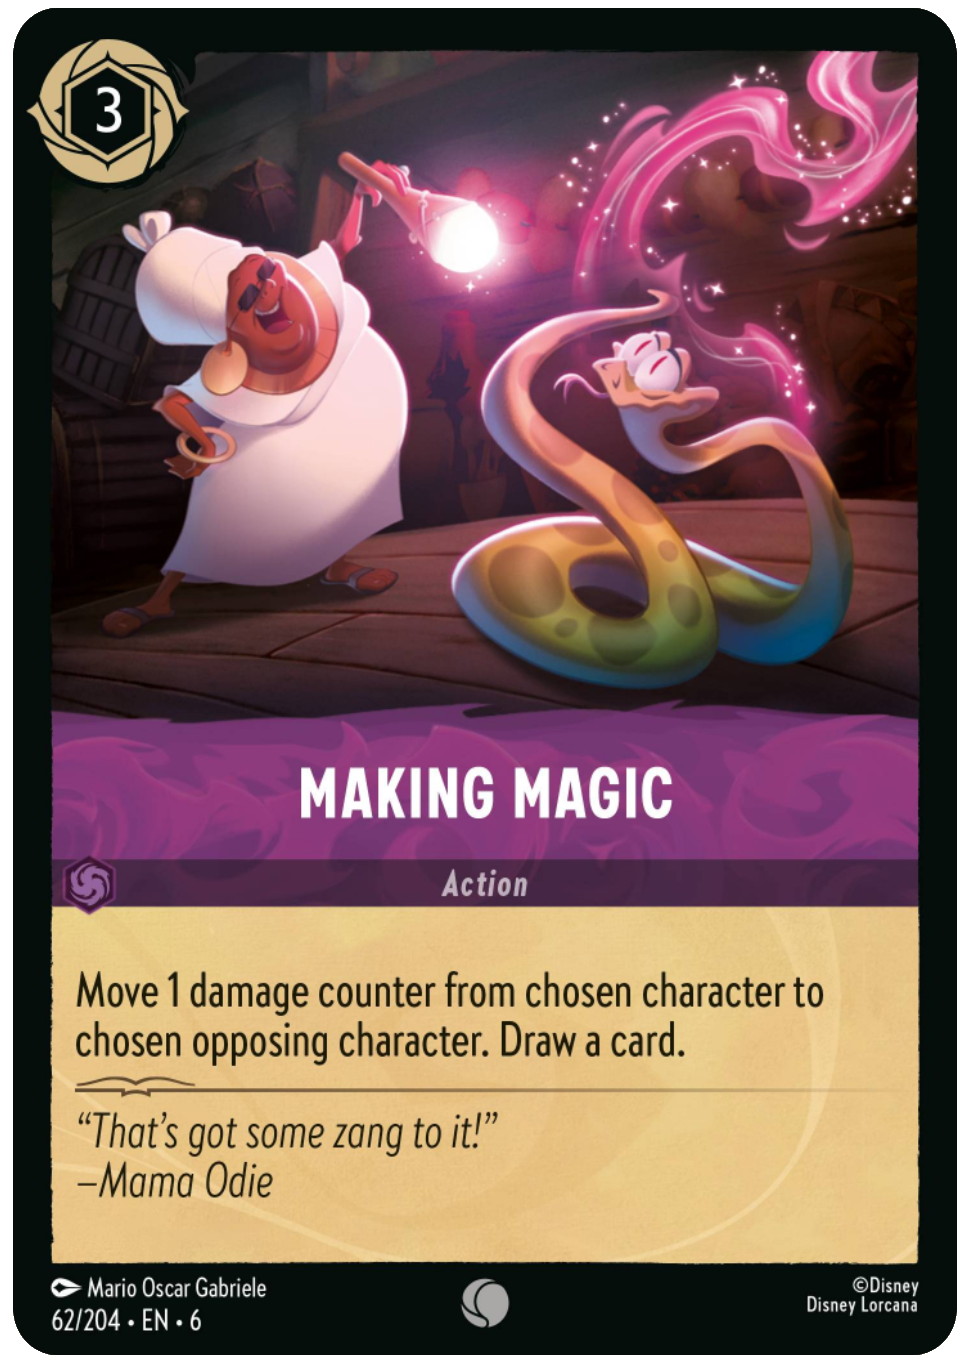 3
MAKING MAGIC
Action
Move 1 damage counter from chosen character to
chosen opposing character. Draw a card.
“That’s got some zang to it!”
–Mama Odie
Mario Oscar Gabriele
62/204 • EN • 6
©Disney
Disney Lorcana